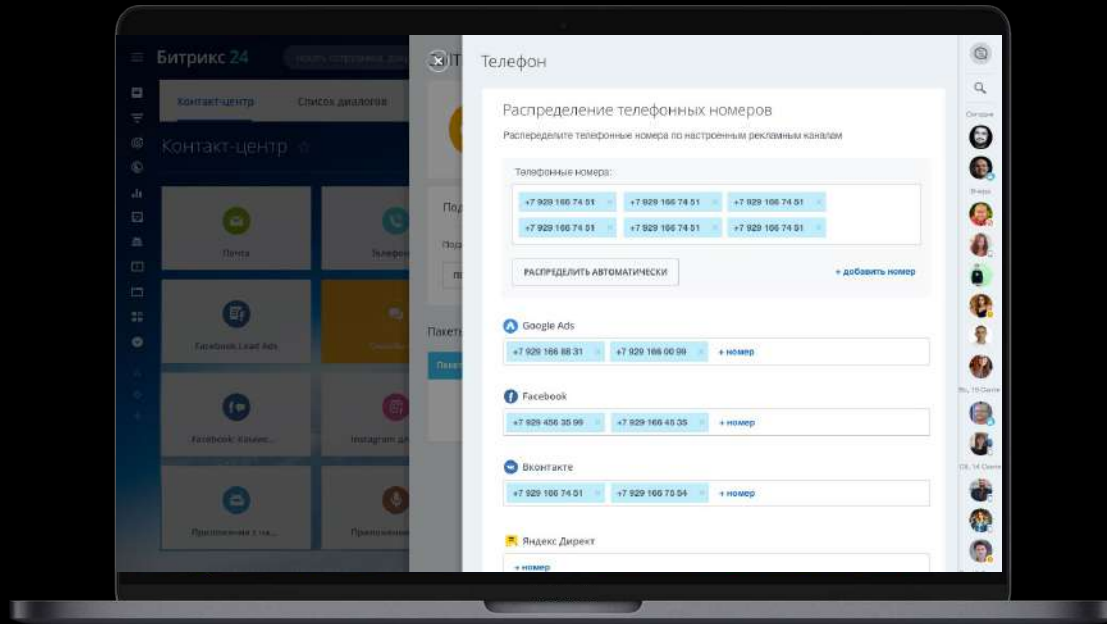 Битрикс 24
Телефон
Контакт-центр
Список диалогов
Контакт-центр
Распределение телефонных номеров
Распеределите телефонные номера по настроенным рекламным каналам
Телефонные номера:
+7 929 166 74 51
+7 929 166 74 51
+7 929 166 74 51
+7 929 166 74 51
+7 929 166 74 51
+7 929 166 74 51
РАСПРЕДЕЛИТЬ АВТОМАТИЧЕСКИ
+ добавить номер
Почта
Телефон
Facebook Lead Ads
Пакеты
Google Ads
+7 929 166 88 31
+7 929 166 00 99
+ номер
Facebook
+7 929 456 35 99
+7 929 166 45 35
+ номер
Вконтакте
+7 929 166 74 51
+7 929 166 75 54
+ номер
Яндекс Директ
+ номер
Сегодня
Вчера